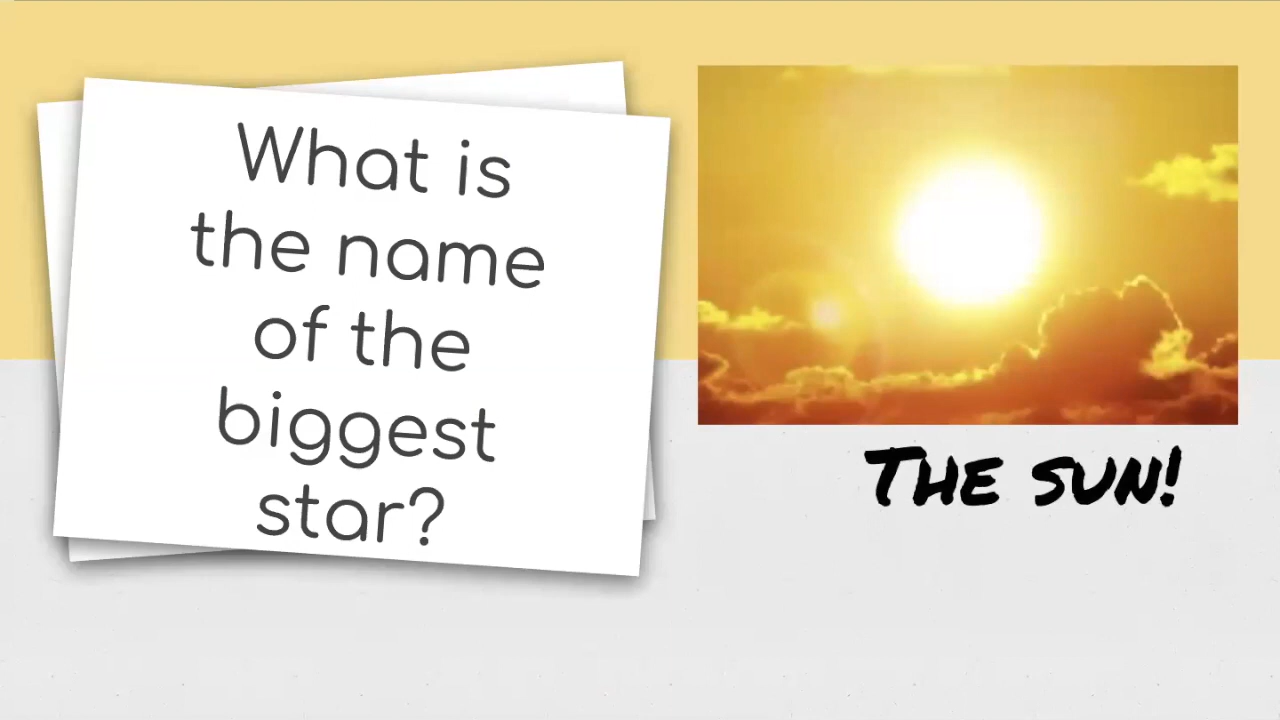 What is
the name
of the
biggest
star?
The sun!